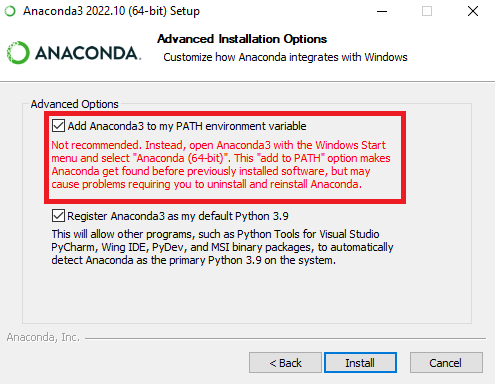 Anaconda3 2022.10 (64-bit) Setup
ANACONDA.
Advanced Installation Options
Customize how Anaconda integrates with Windows
Advanced Options
Add Anaconda3 to my PATH environment variable
Not recommended. Instead, open Anaconda3 with the Windows Start
menu and select "Anaconda (64-bit)". This "add to PATH" option makes
Anaconda get found before previously installed software, but may
cause problems requiring you to uninstall and reinstall Anaconda.
Register Anaconda3 as my default Python 3.9
This will allow other programs, such as Python Tools for Visual Studio
PyCharm, Wing IDE, PyDev, and MSI binary packages, to automatically
detect Anaconda as the primary Python 3.9 on the system.
Anaconda, Inc.
< Back
Install
Cancel